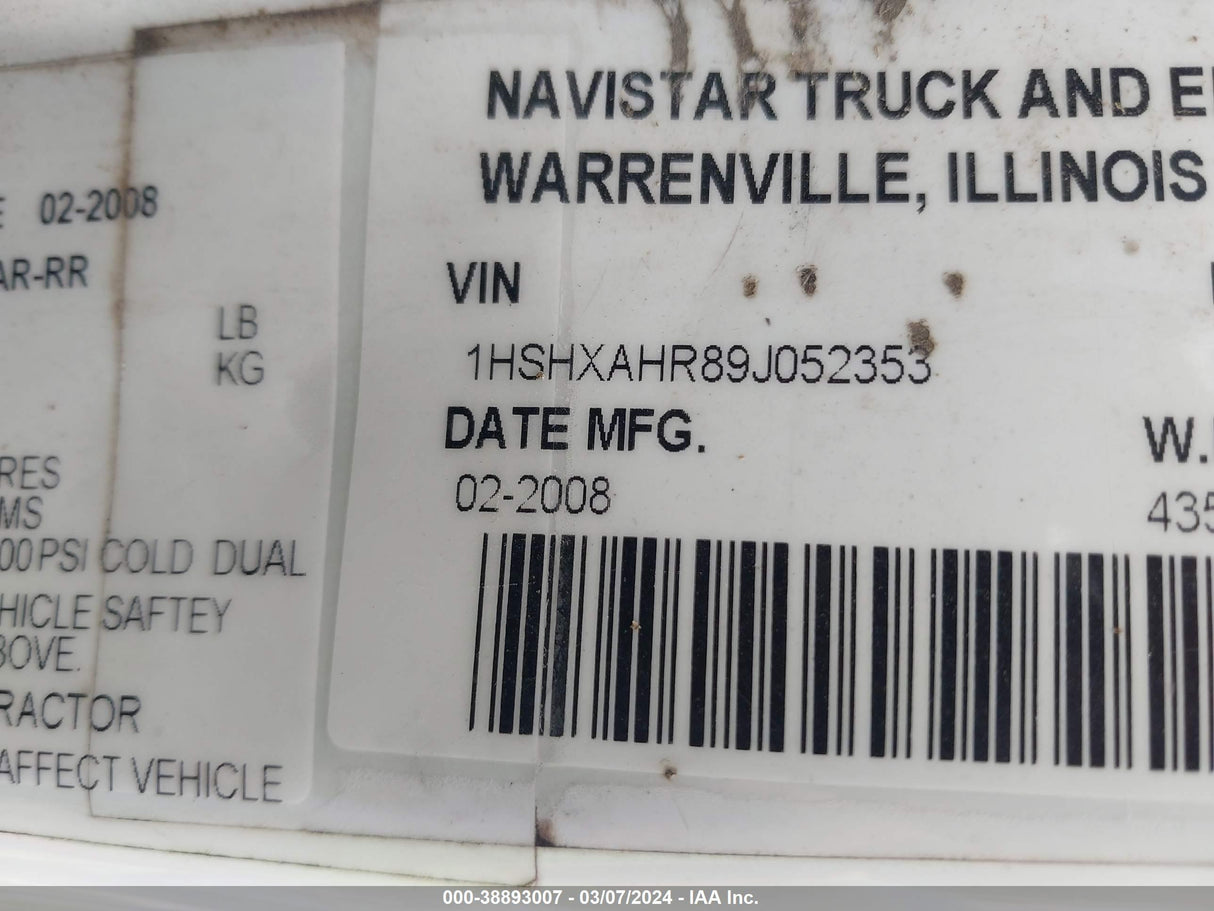 E 02-2008
AR-RR
LB
KG
RES
MS
00 PSI COLD DUAL
HICLE SAFTEY
BOVE.
RACTOR
AFFECT VEHICLE
NAVISTAR TRUCK AND E
WARRENVILLE, ILLINOIS
VIN
1HSHXAHR89J052353
DATE MFG.
02-2008
W.
435
000-38893007 - 03/07/2024 - IAA Inc.